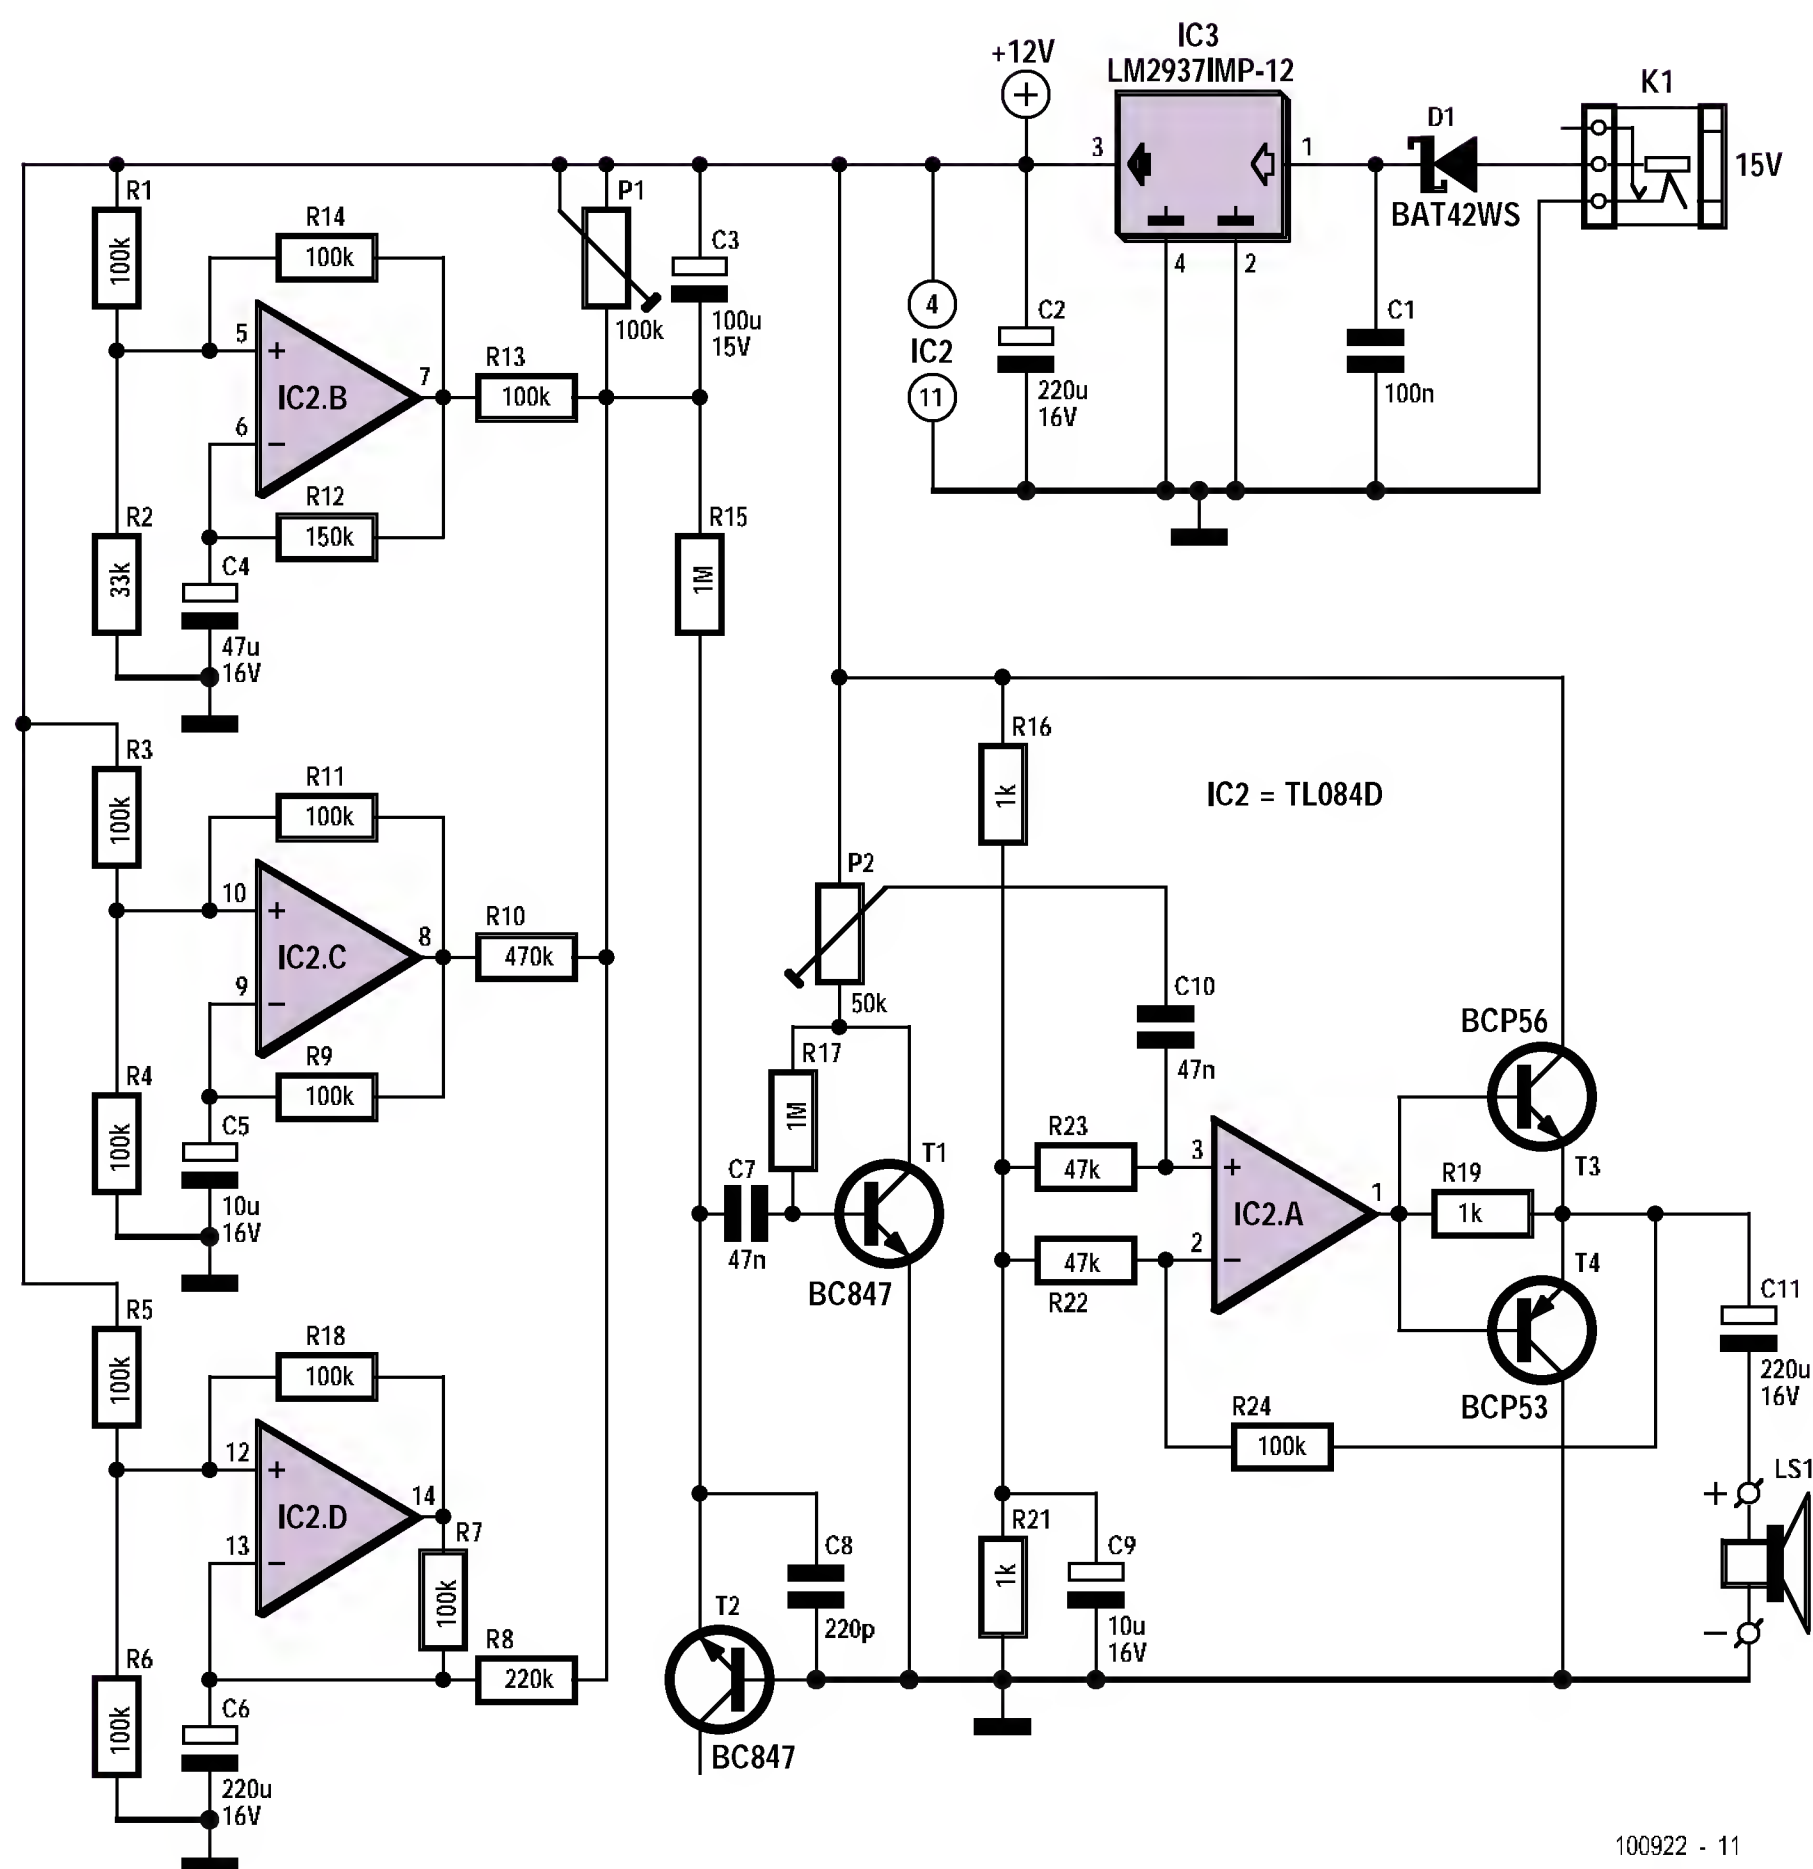 IC3
LM2937IMP-12
+12V
K1
15V
D1
BAT42WS
3
1
4
2
C1
100n
C2
220u
16V
4
IC2
11
R1
100k
R14
100k
5
+
IC2.B
6
−
7
R12
150k
R2
33k
C4
47u
16V
P1
100k
C3
100u
15V
R13
100k
R15
1M
R3
100k
R11
100k
10
+
IC2.C
9
−
8
R10
470k
R9
100k
R4
100k
C5
10u
16V
R5
100k
R18
100k
12
+
IC2.D
13
−
14
R7
100k
R8
220k
R6
100k
C6
220u
16V
R16
1k
IC2 = TL084D
P2
50k
R17
1M
C7
47n
T1
BC847
C10
47n
R23
47k
3
+
IC2.A
2
−
1
47k
R22
R19
1k
BCP56
T3
T4
BCP53
R24
100k
C11
220u
16V
LS1
+
−
R21
1k
C9
10u
16V
C8
220p
T2
BC847
100922 - 11